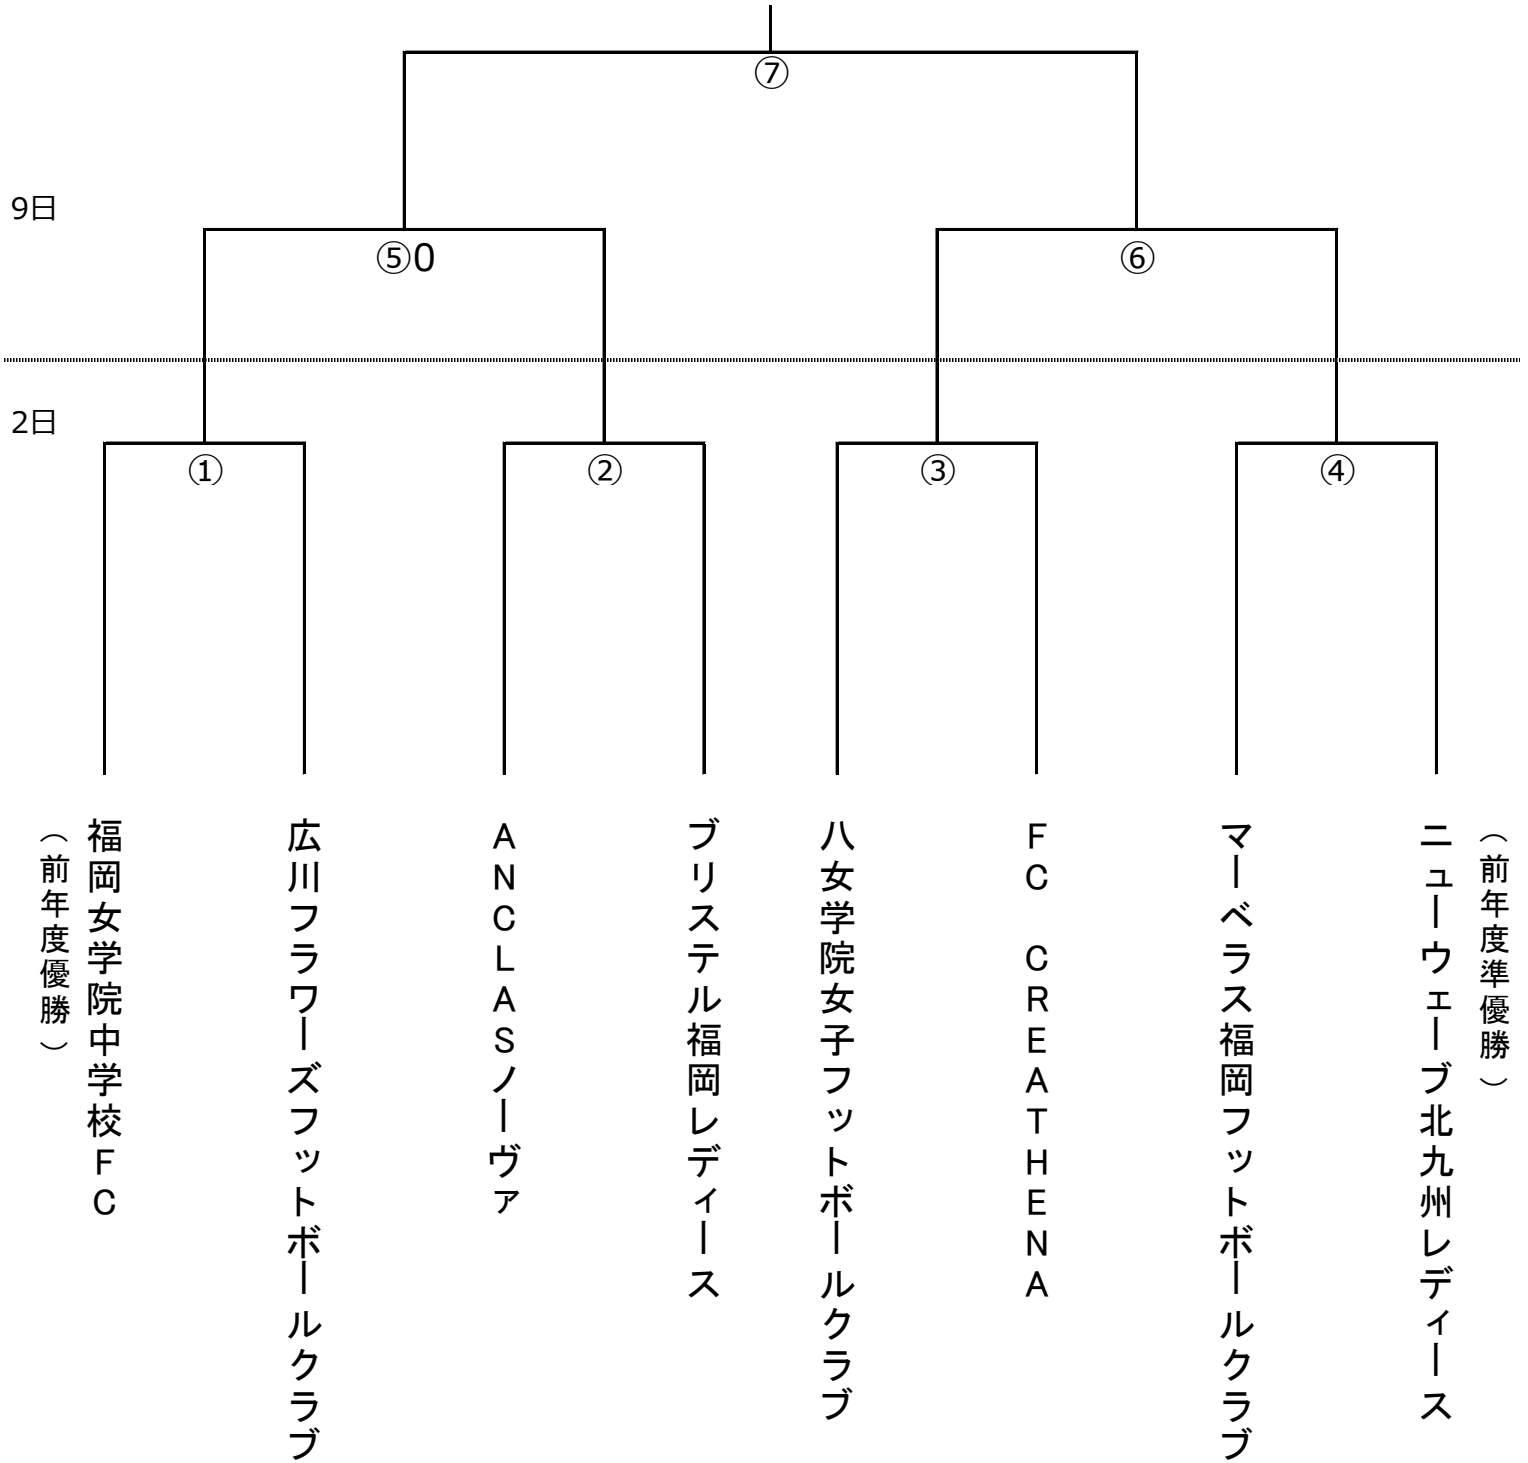 ⑦
9日
⑤0
⑥
2日
①
②
③
④
(前年度優勝)
福岡女学院中学校FC
広川フラワーズフットボールクラブ
ANCLASノーヴァ
ブリステル福岡レディース
八女学院女子フットボールクラブ
FC CREATHENA
マーベラス福岡フットボールクラブ
ニューウェーブ北九州レディース
(前年度準優勝)